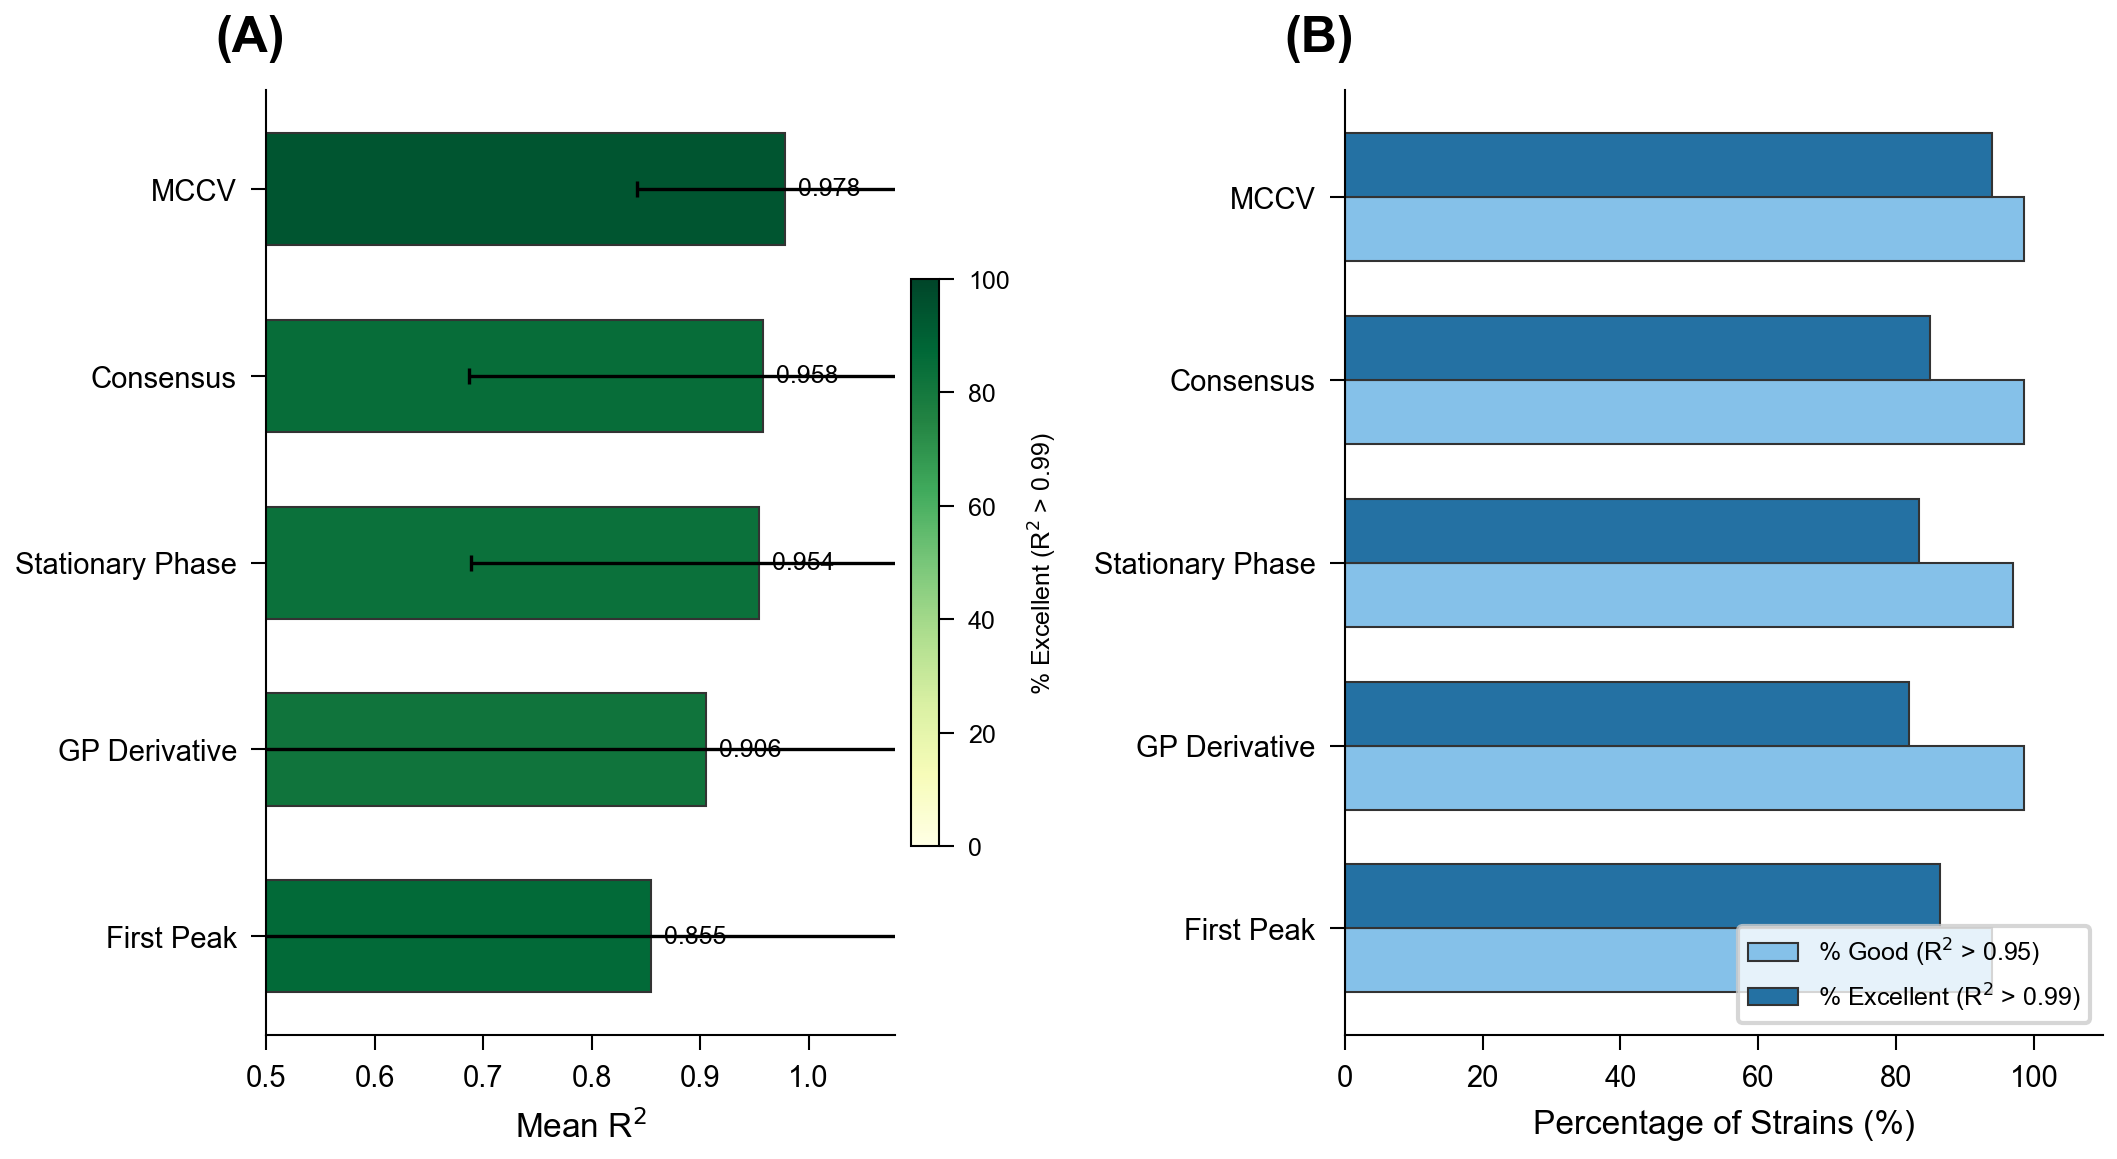 (A)
MCCV
0.978
Consensus
0.958
Stationary Phase
0.954
GP Derivative
0.906
First Peak
0.855
0.5 0.6 0.7 0.8 0.9 1.0
Mean R²
100
80
60
40
20
0
% Excellent (R² > 0.99)
(B)
MCCV
Consensus
Stationary Phase
GP Derivative
First Peak
% Good (R² > 0.95)
% Excellent (R² > 0.99)
0 20 40 60 80 100
Percentage of Strains (%)